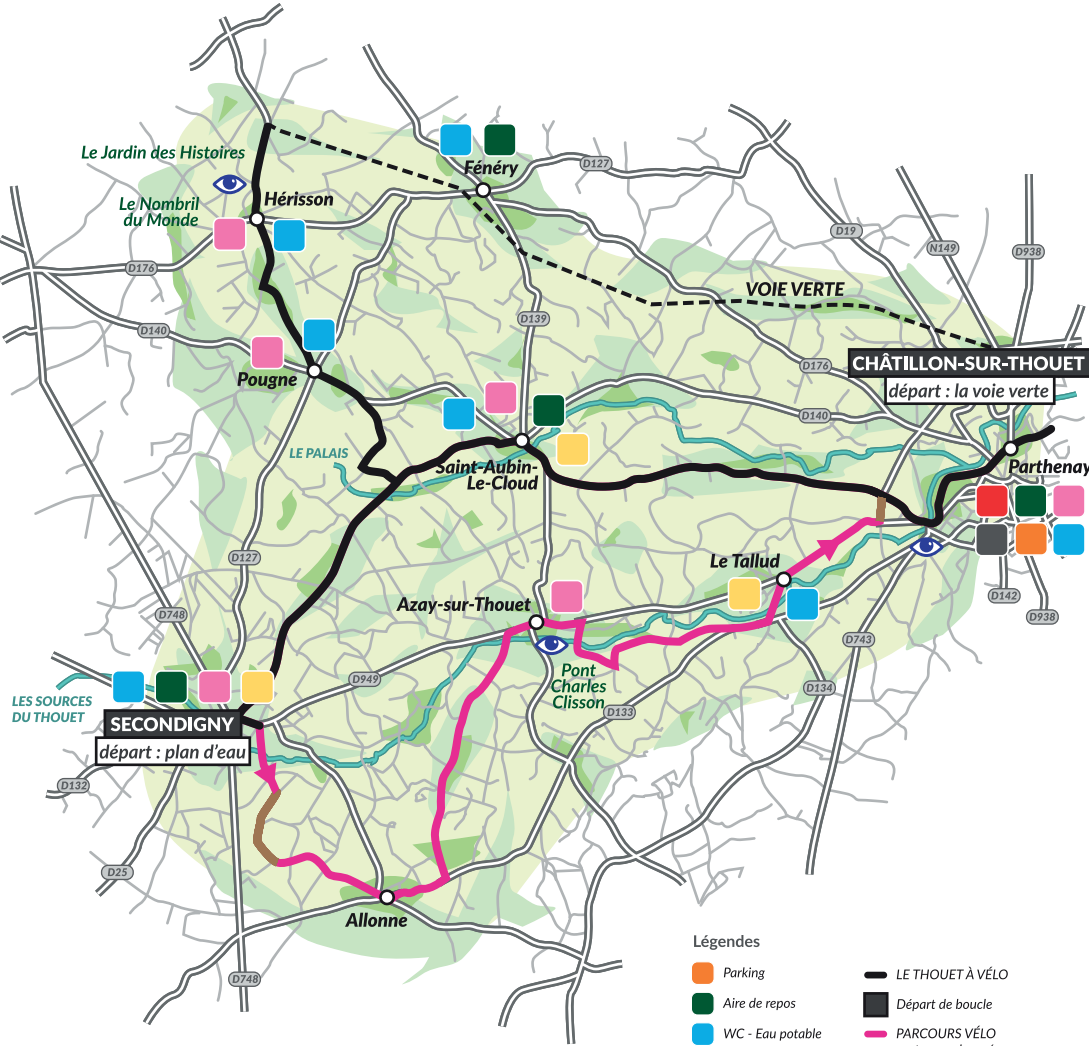 Le Jardin des Histoires
Fénery
D127
Le Nombril
du Monde
Hérisson
D19
N149
D938
D176
VOIE VERTE
D140
D139
Pougne
D176
CHÂTILLON-SUR-THOUET
départ : la voie verte
D140
LE PALAIS
Saint-Aubin-
Le-Cloud
Parthenay
D127
Le Tallud
D142
D938
D748
Azay-sur-Thouet
D743
Pont
Charles
Clisson
D949
D134
LES SOURCES
DU THOUET
D133
SECONDIGNY
départ : plan d'eau
D132
D25
Allonne
D748
Légendes
Parking
Aire de repos
WC - Eau potable
LE THOUET À VÉLO
Départ de boucle
PARCOURS VÉLO